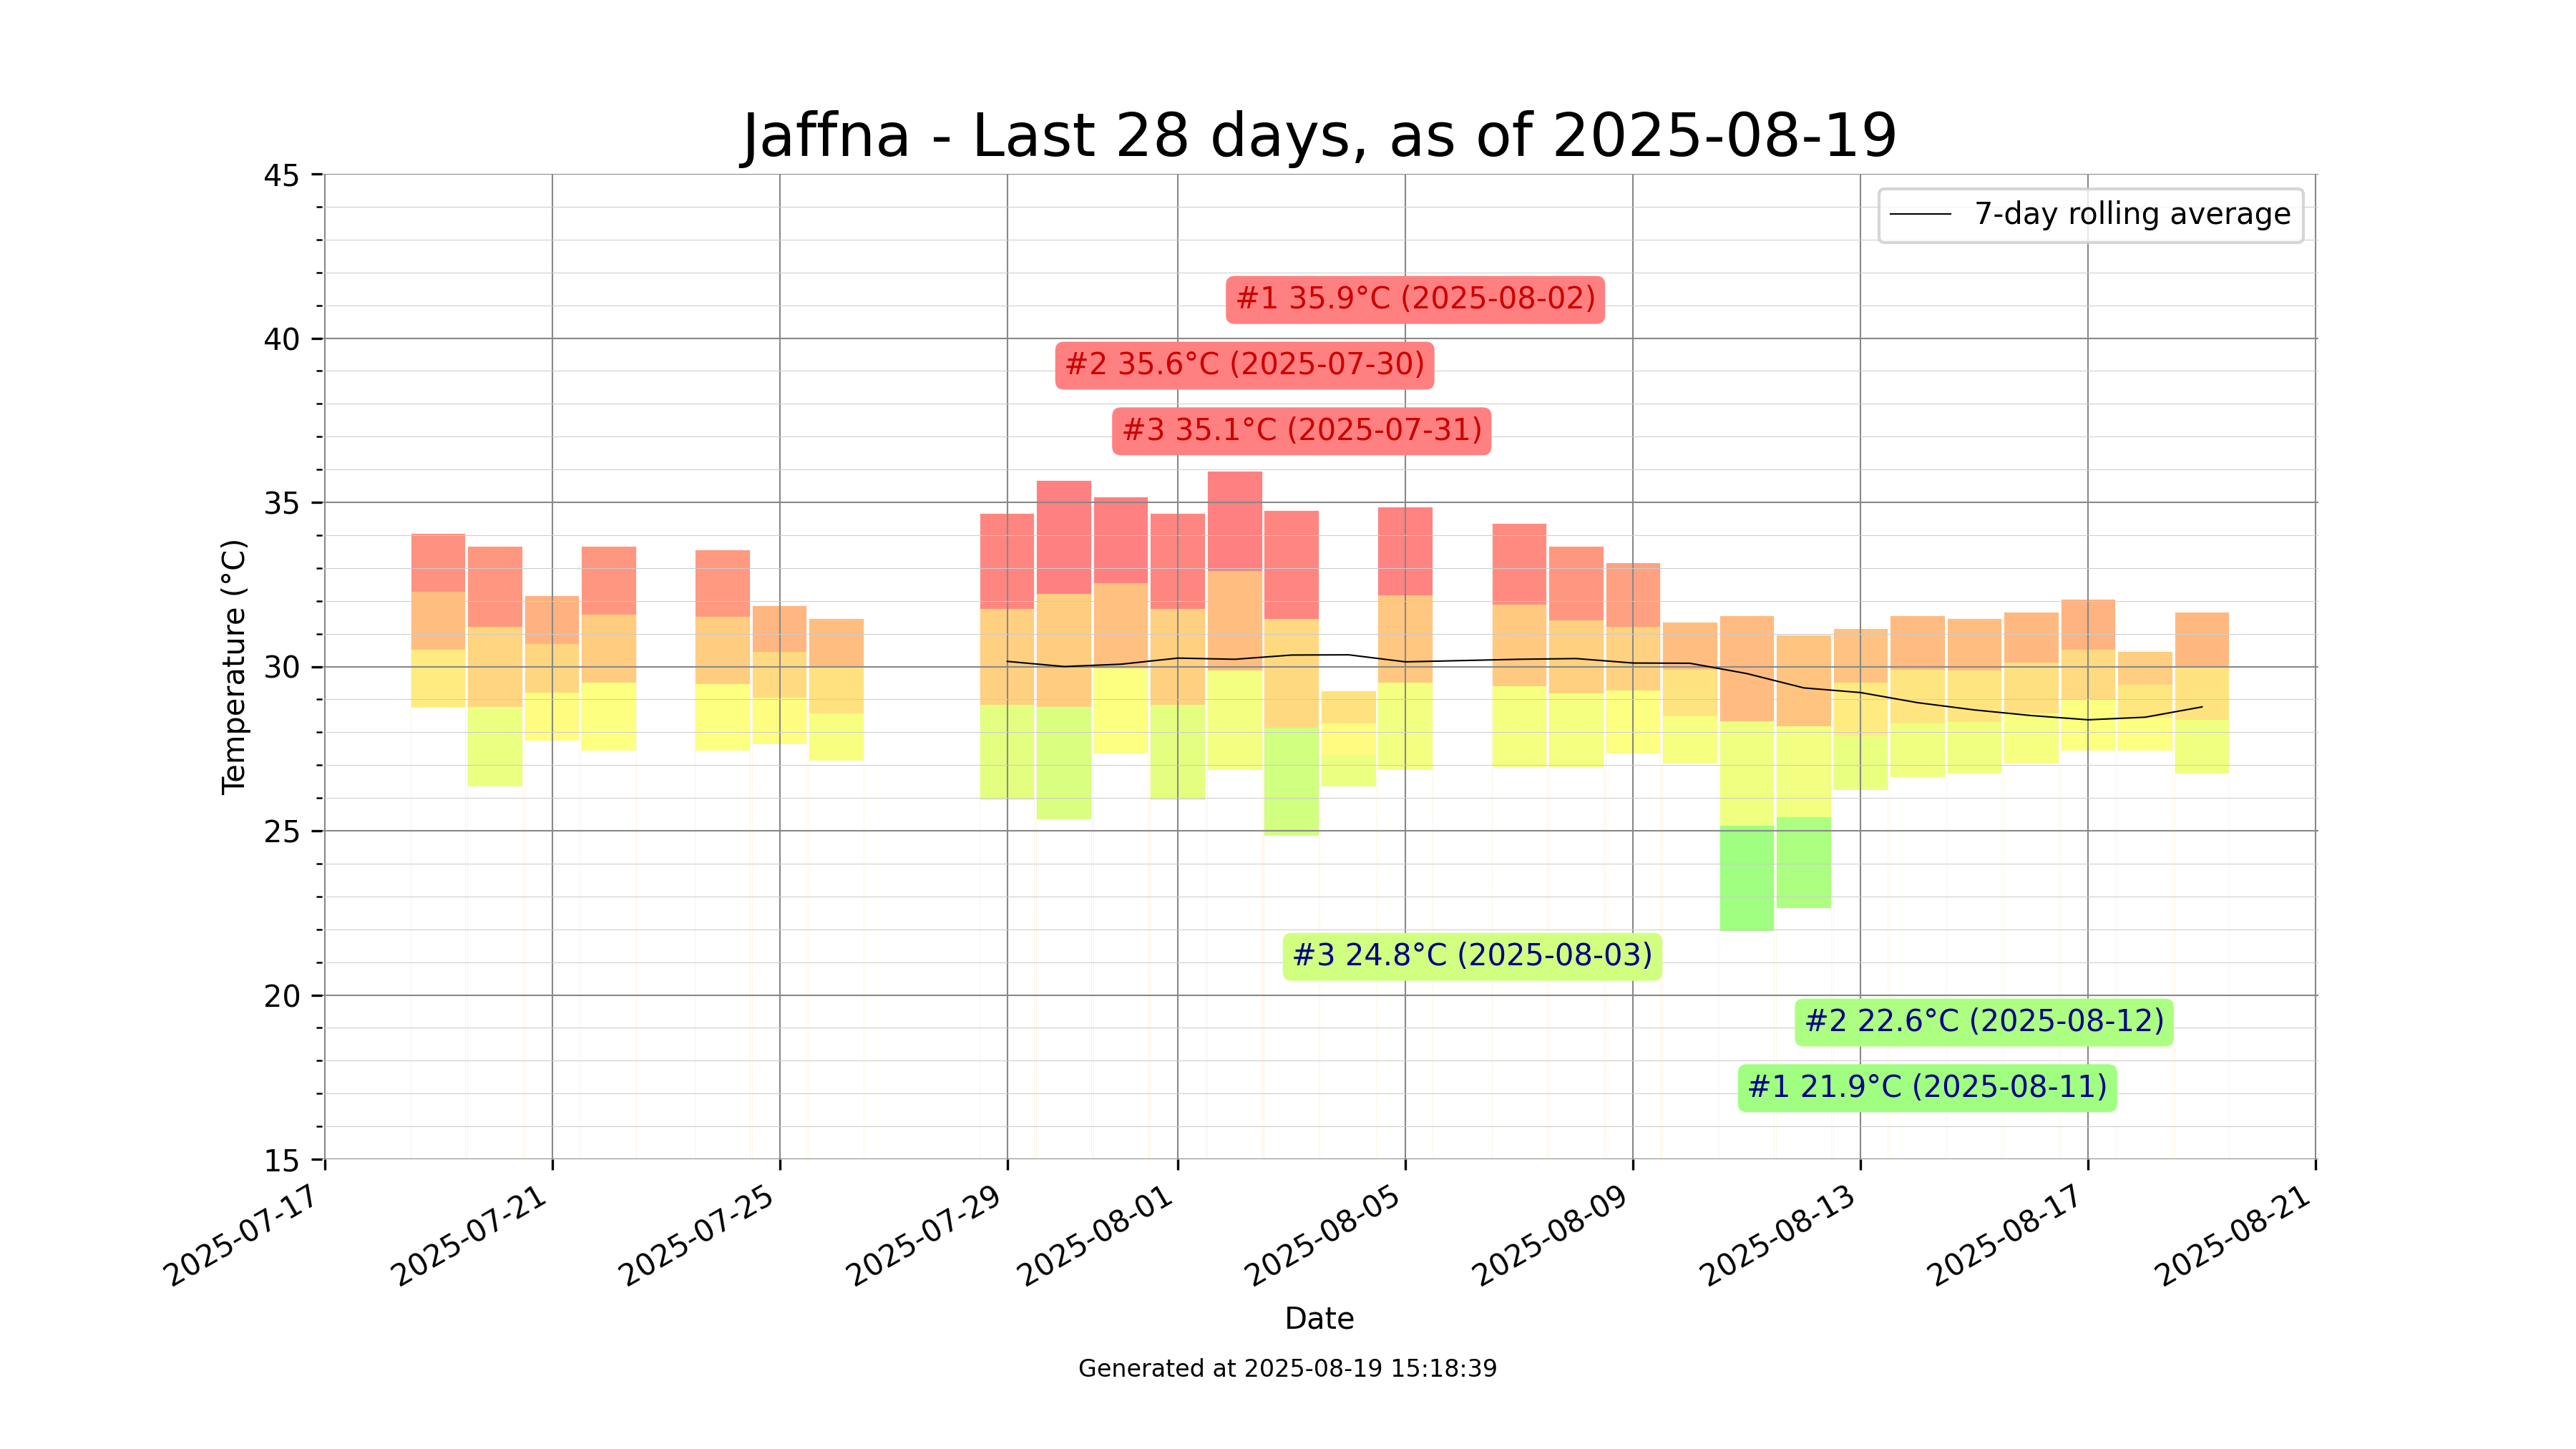 Jaffna - Last 28 days, as of 2025-08-19
45
40
35
30
25
20
15
Temperature (°C)
7-day rolling average
#1 35.9°C (2025-08-02)
#2 35.6°C (2025-07-30)
#3 35.1°C (2025-07-31)
#3 24.8°C (2025-08-03)
#2 22.6°C (2025-08-12)
#1 21.9°C (2025-08-11)
2025-07-17
2025-07-21
2025-07-25
2025-07-29
2025-08-01
2025-08-05
2025-08-09
2025-08-13
2025-08-17
2025-08-21
Date
Generated at 2025-08-19 15:18:39